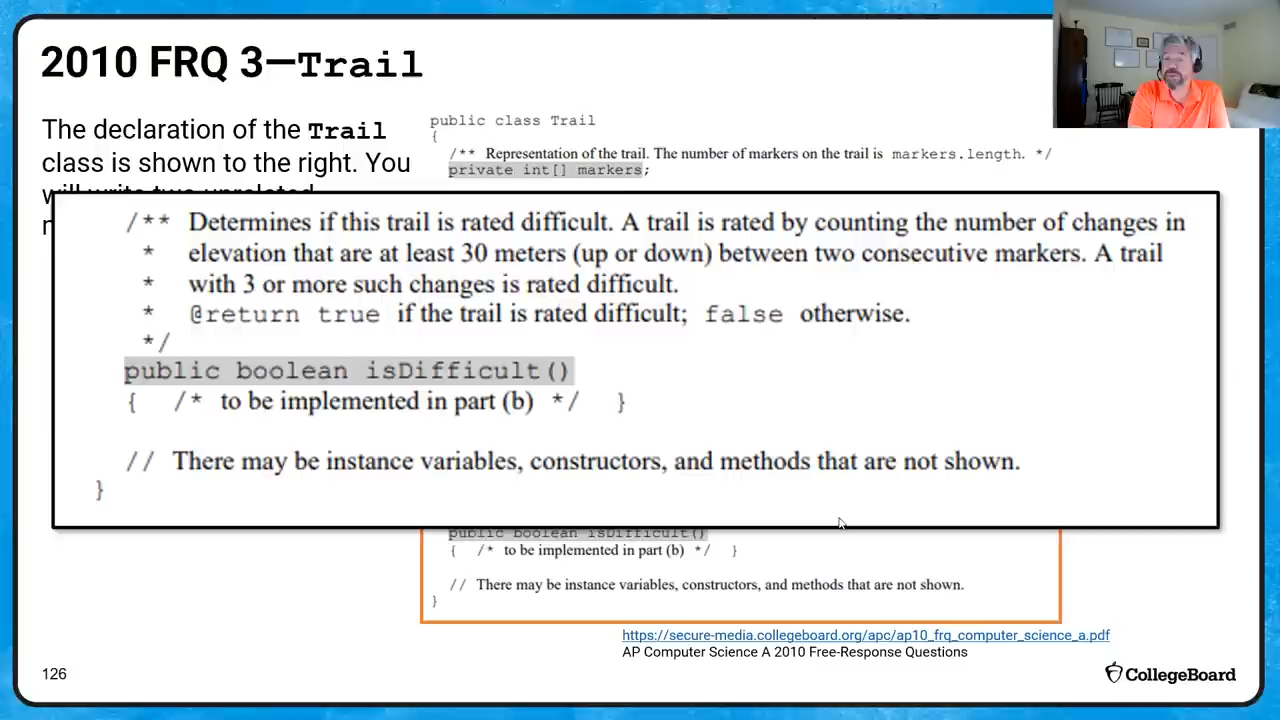 2010 FRQ 3—Trail
The declaration of the Trail
class is shown to the right. You
will write two unrelated
public class Trail
{
/** Representation of the trail. The number of markers on the trail is markers.length. */
private int[] markers;
/** Determines if this trail is rated difficult. A trail is rated by counting the number of changes in
* elevation that are at least 30 meters (up or down) between two consecutive markers. A trail
* with 3 or more such changes is rated difficult.
* @return true if the trail is rated difficult; false otherwise.
*/
public boolean isDifficult()
{ /* to be implemented in part (b) */ }
// There may be instance variables, constructors, and methods that are not shown.
}
public boolean isDifficult()
{ /* to be implemented in part (b) */ }
// There may be instance variables, constructors, and methods that are not shown.
}
https://secure-media.collegeboard.org/apc/ap10_frq_computer_science_a.pdf
AP Computer Science A 2010 Free-Response Questions
126
CollegeBoard